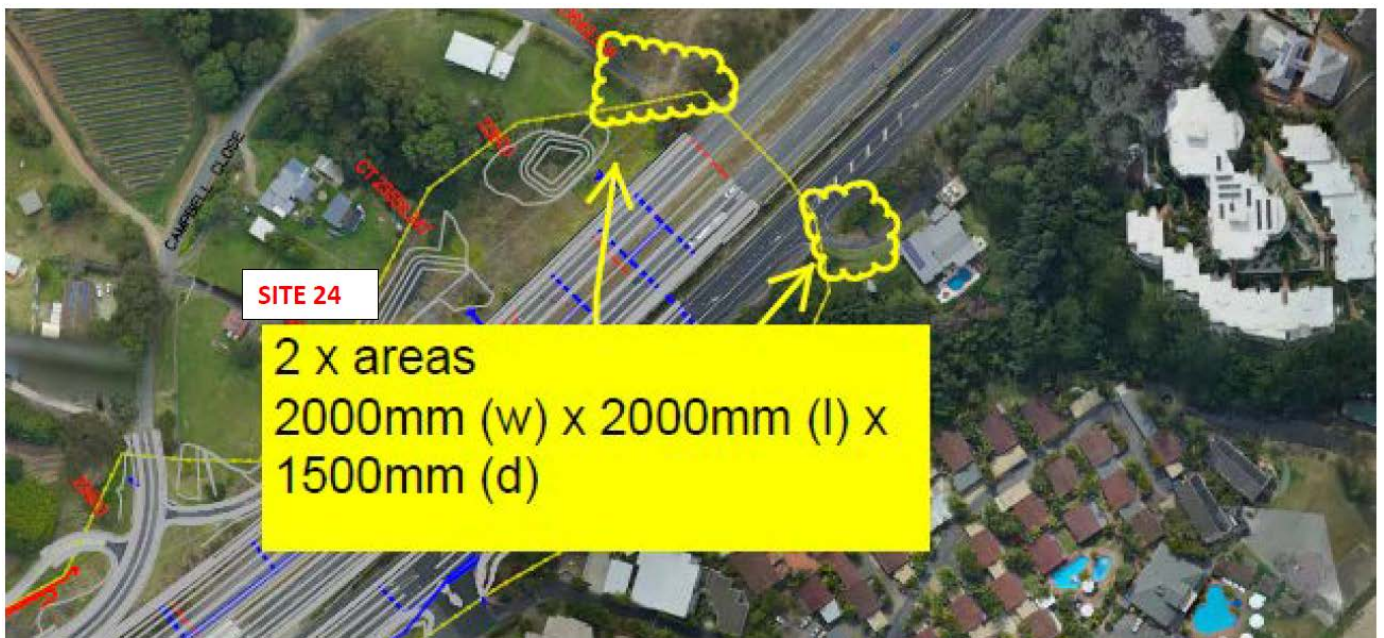 CAMPBELL CLOSE
SITE 24
2 x areas
2000mm (w) x 2000mm (l) x
1500mm (d)